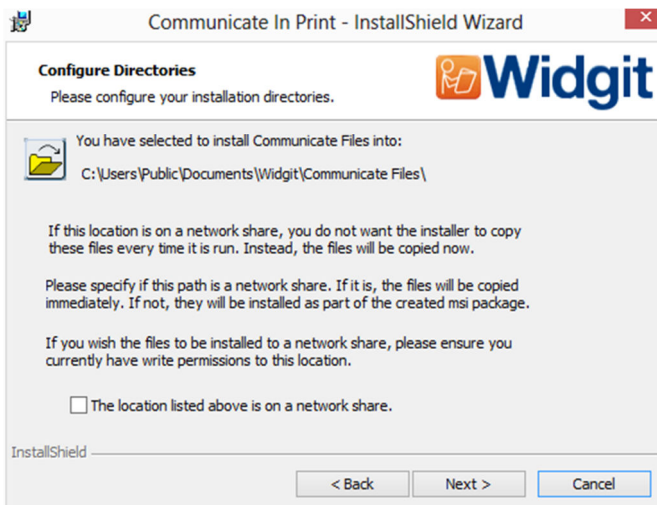 Communicate In Print - InstallShield Wizard
Configure Directories
Please configure your installation directories.
Widgit
You have selected to install Communicate Files into:
C:\Users\Public\Documents\Widgit\Communicate Files\
If this location is on a network share, you do not want the installer to copy
these files every time it is run. Instead, the files will be copied now.
Please specify if this path is a network share. If it is, the files will be copied
immediately. If not, they will be installed as part of the created msi package.
If you wish the files to be installed to a network share, please ensure you
currently have write permissions to this location.
The location listed above is on a network share.
InstallShield
< Back
Next >
Cancel